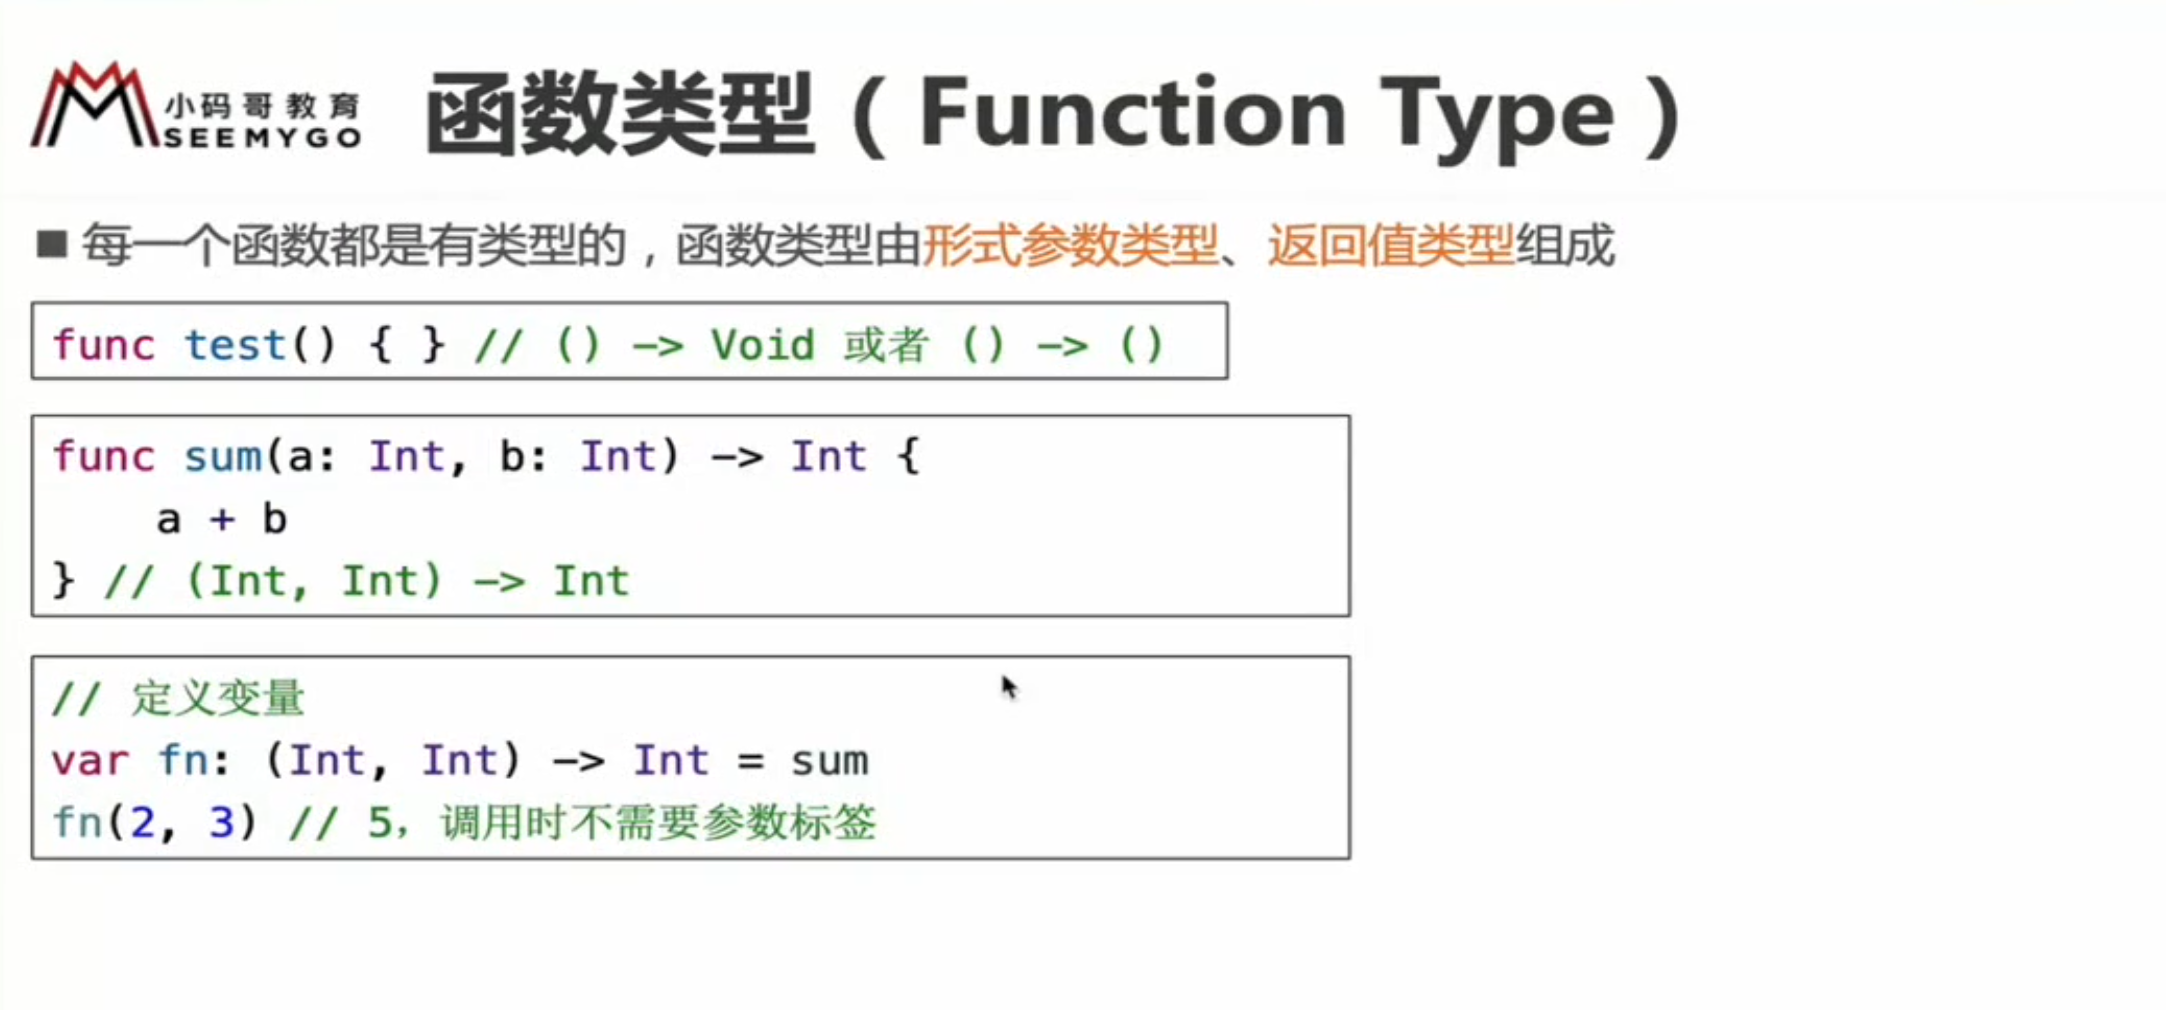 小码哥教育
SEEMYGO
函数类型（Function Type）
■ 每一个函数都是有类型的，函数类型由形式参数类型、返回值类型组成
func test() { } // () -> Void 或者 () -> ()
func sum(a: Int, b: Int) -> Int {
    a + b
} // (Int, Int) -> Int
// 定义变量
var fn: (Int, Int) -> Int = sum
fn(2, 3) // 5，调用时不需要参数标签